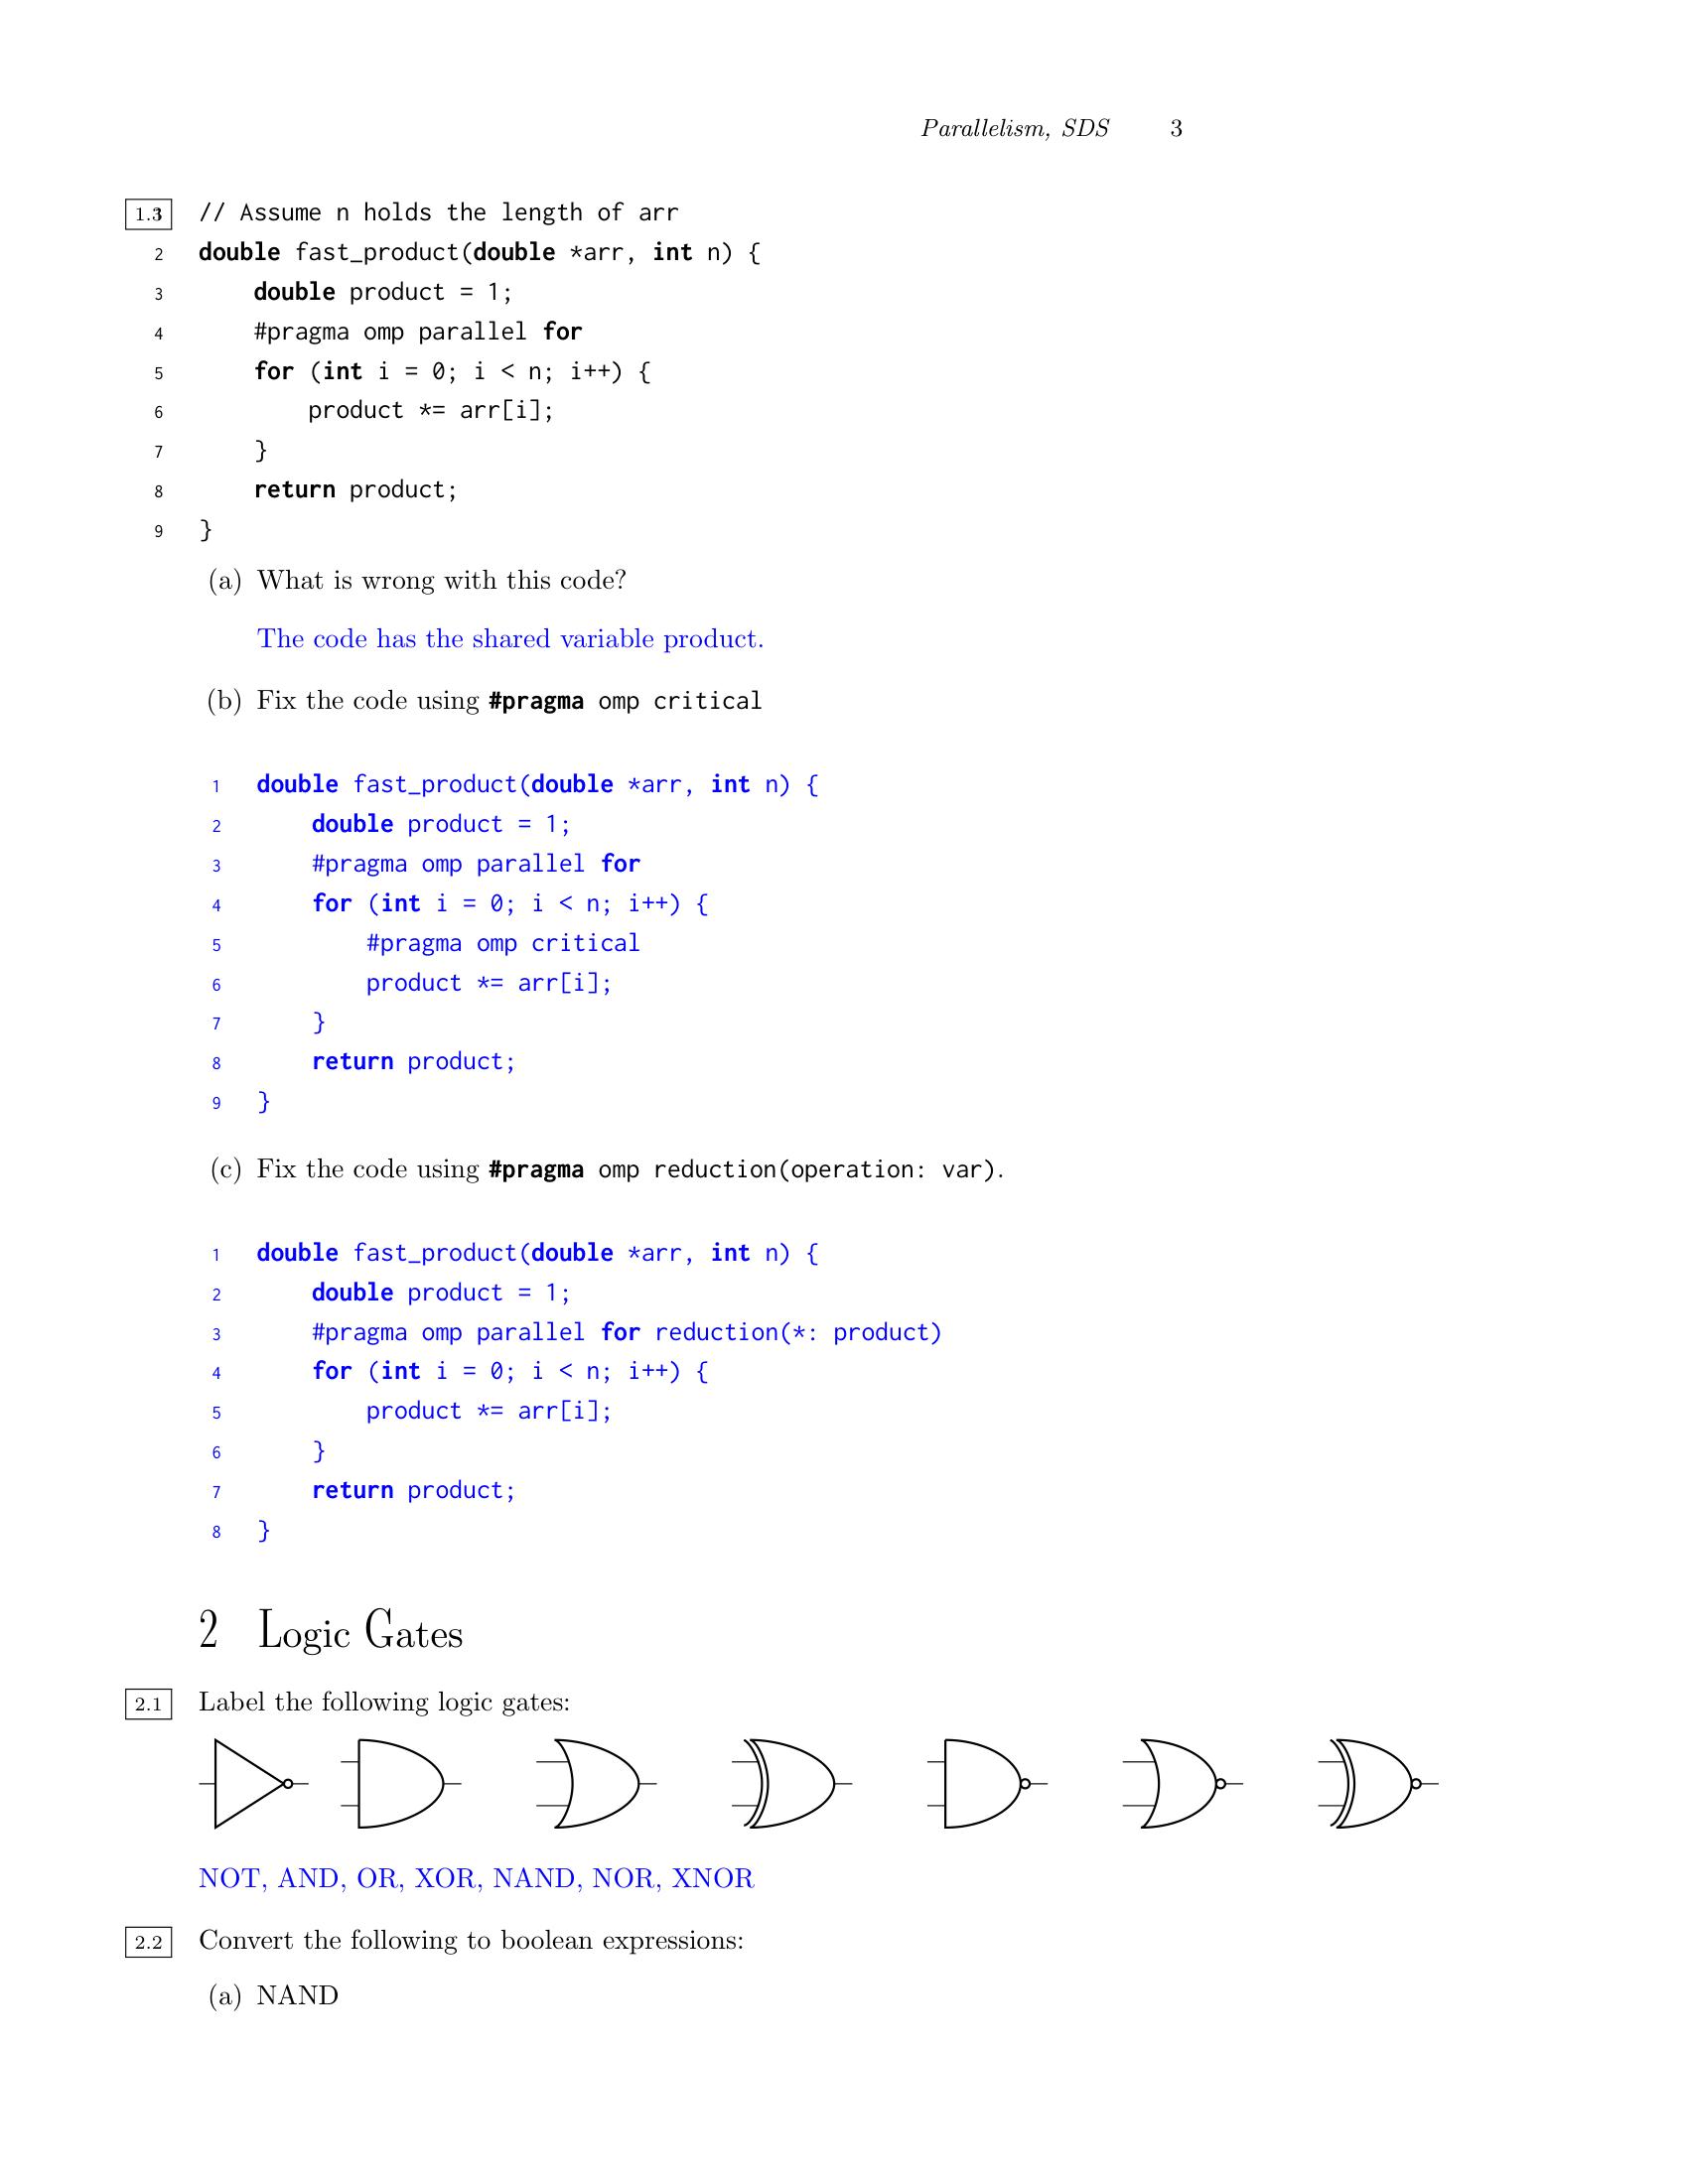 Parallelism, SDS 3
1.3 1 // Assume n holds the length of arr
2 double fast_product(double *arr, int n) {
3     double product = 1;
4     #pragma omp parallel for
5     for (int i = 0; i < n; i++) {
6         product *= arr[i];
7     }
8     return product;
9 }
(a) What is wrong with this code?
The code has the shared variable product.
(b) Fix the code using #pragma omp critical
1 double fast_product(double *arr, int n) {
2     double product = 1;
3     #pragma omp parallel for
4     for (int i = 0; i < n; i++) {
5         #pragma omp critical
6         product *= arr[i];
7     }
8     return product;
9 }
(c) Fix the code using #pragma omp reduction(operation: var).
1 double fast_product(double *arr, int n) {
2     double product = 1;
3     #pragma omp parallel for reduction(*: product)
4     for (int i = 0; i < n; i++) {
5         product *= arr[i];
6     }
7     return product;
8 }
2 Logic Gates
2.1 Label the following logic gates:
NOT, AND, OR, XOR, NAND, NOR, XNOR
2.2 Convert the following to boolean expressions:
(a) NAND